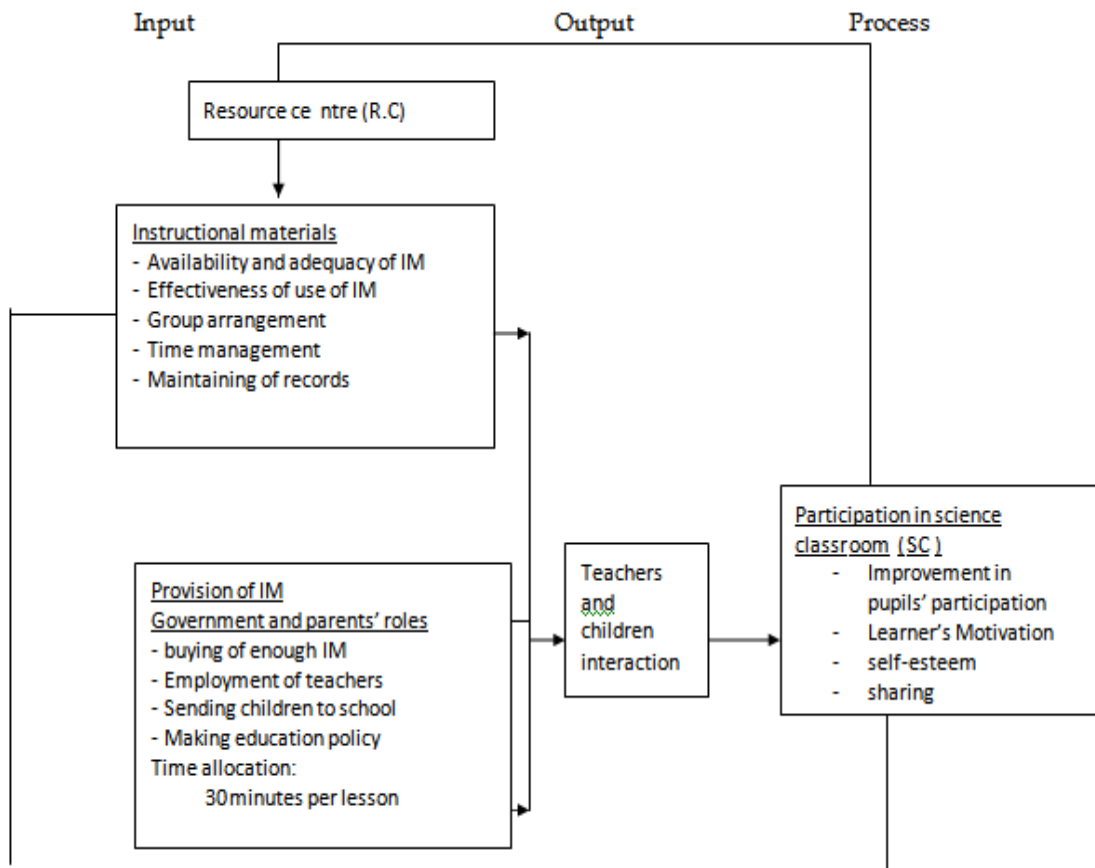 Input Output Process
Resource ce ntre (R.C)
Instructional materials
- Availability and adequacy of IM
- Effectiveness of use of IM
- Group arrangement
- Time management
- Maintaining of records
Provision of IM
Government and parents' roles
- buying of enough IM
- Employment of teachers
- Sending children to school
- Making education policy
Time allocation:
30 minutes per lesson
Teachers
and
children
interaction
Participation in science
classroom (SC)
- Improvement in
pupils' participation
- Learner's Motivation
- self-esteem
- sharing